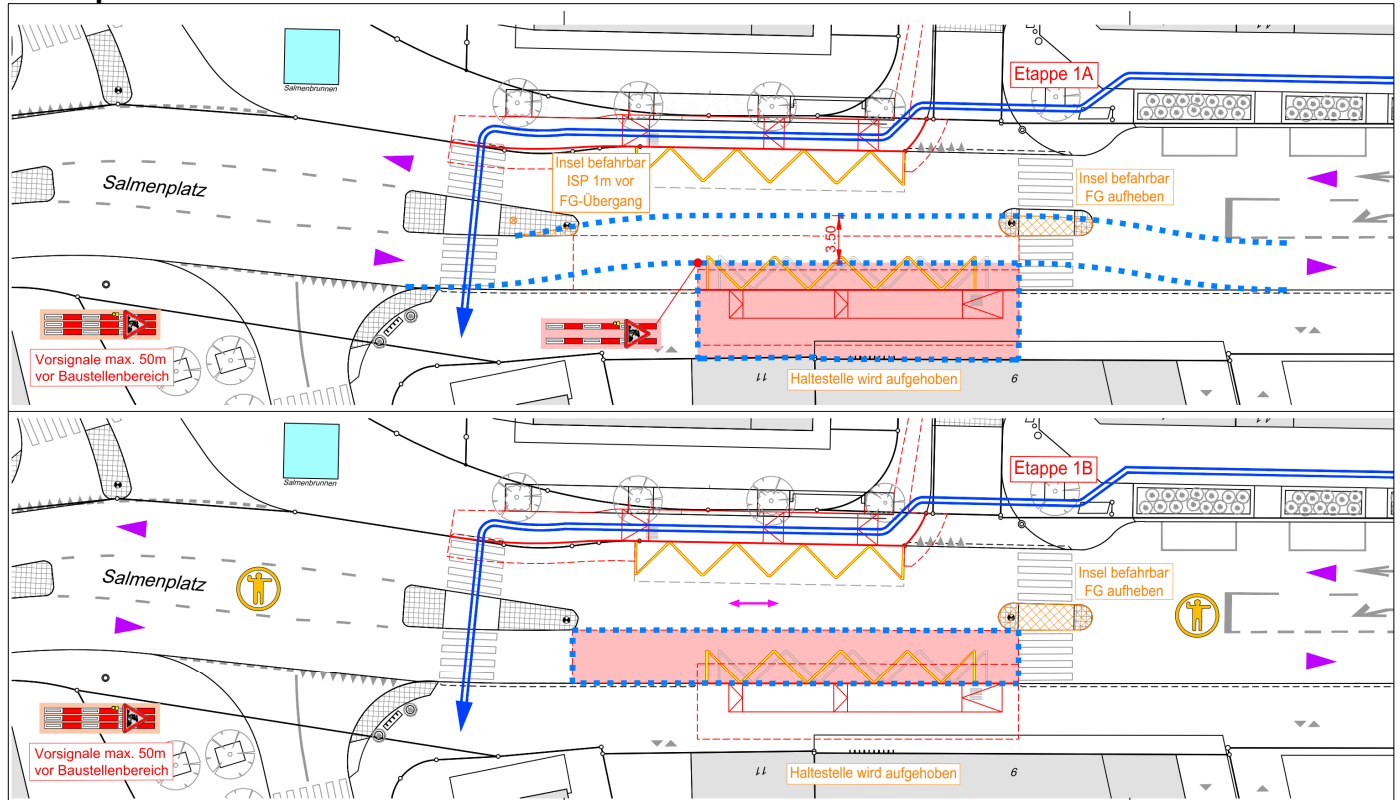 Salmenbrunnen
Etappe 1A
Salmenplatz
Insel befahrbar
ISP 1m vor
FG-Übergang
Insel befahrbar
FG aufheben
3.50
Vorsignale max. 50m
vor Baustellenbereich
11
Haltestelle wird aufgehoben
9
Salmenbrunnen
Etappe 1B
Salmenplatz
Insel befahrbar
FG aufheben
Vorsignale max. 50m
vor Baustellenbereich
11
Haltestelle wird aufgehoben
9